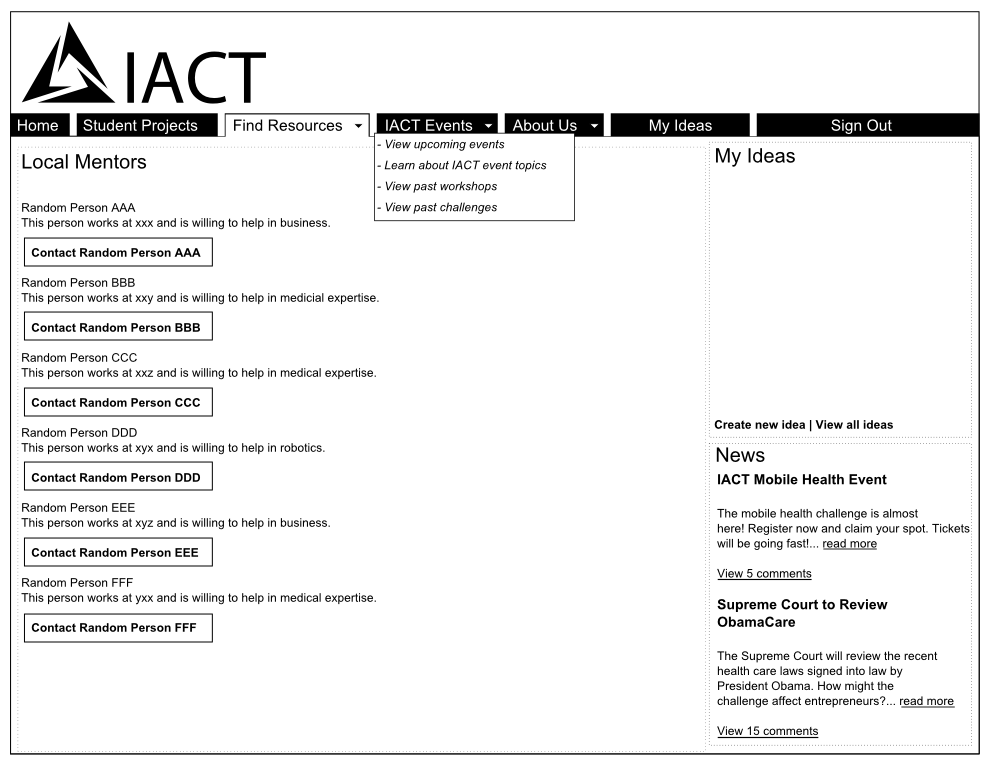 IACT
Home
Student Projects
Find Resources
IACT Events
About Us
My Ideas
Sign Out
- View upcoming events
- Learn about IACT event topics
- View past workshops
- View past challenges
Local Mentors
Random Person AAA
This person works at xxx and is willing to help in business.
Contact Random Person AAA
Random Person BBB
This person works at xxy and is willing to help in medicial expertise.
Contact Random Person BBB
Random Person CCC
This person works at xxz and is willing to help in medical expertise.
Contact Random Person CCC
Random Person DDD
This person works at xyx and is willing to help in robotics.
Contact Random Person DDD
Random Person EEE
This person works at xyz and is willing to help in business.
Contact Random Person EEE
Random Person FFF
This person works at yxx and is willing to help in medical expertise.
Contact Random Person FFF
My Ideas
Create new idea | View all ideas
News
IACT Mobile Health Event
The mobile health challenge is almost
here! Register now and claim your spot. Tickets
will be going fast!... read more
View 5 comments
Supreme Court to Review
ObamaCare
The Supreme Court will review the recent
health care laws signed into law by
President Obama. How might the
challenge affect entrepreneurs?... read more
View 15 comments